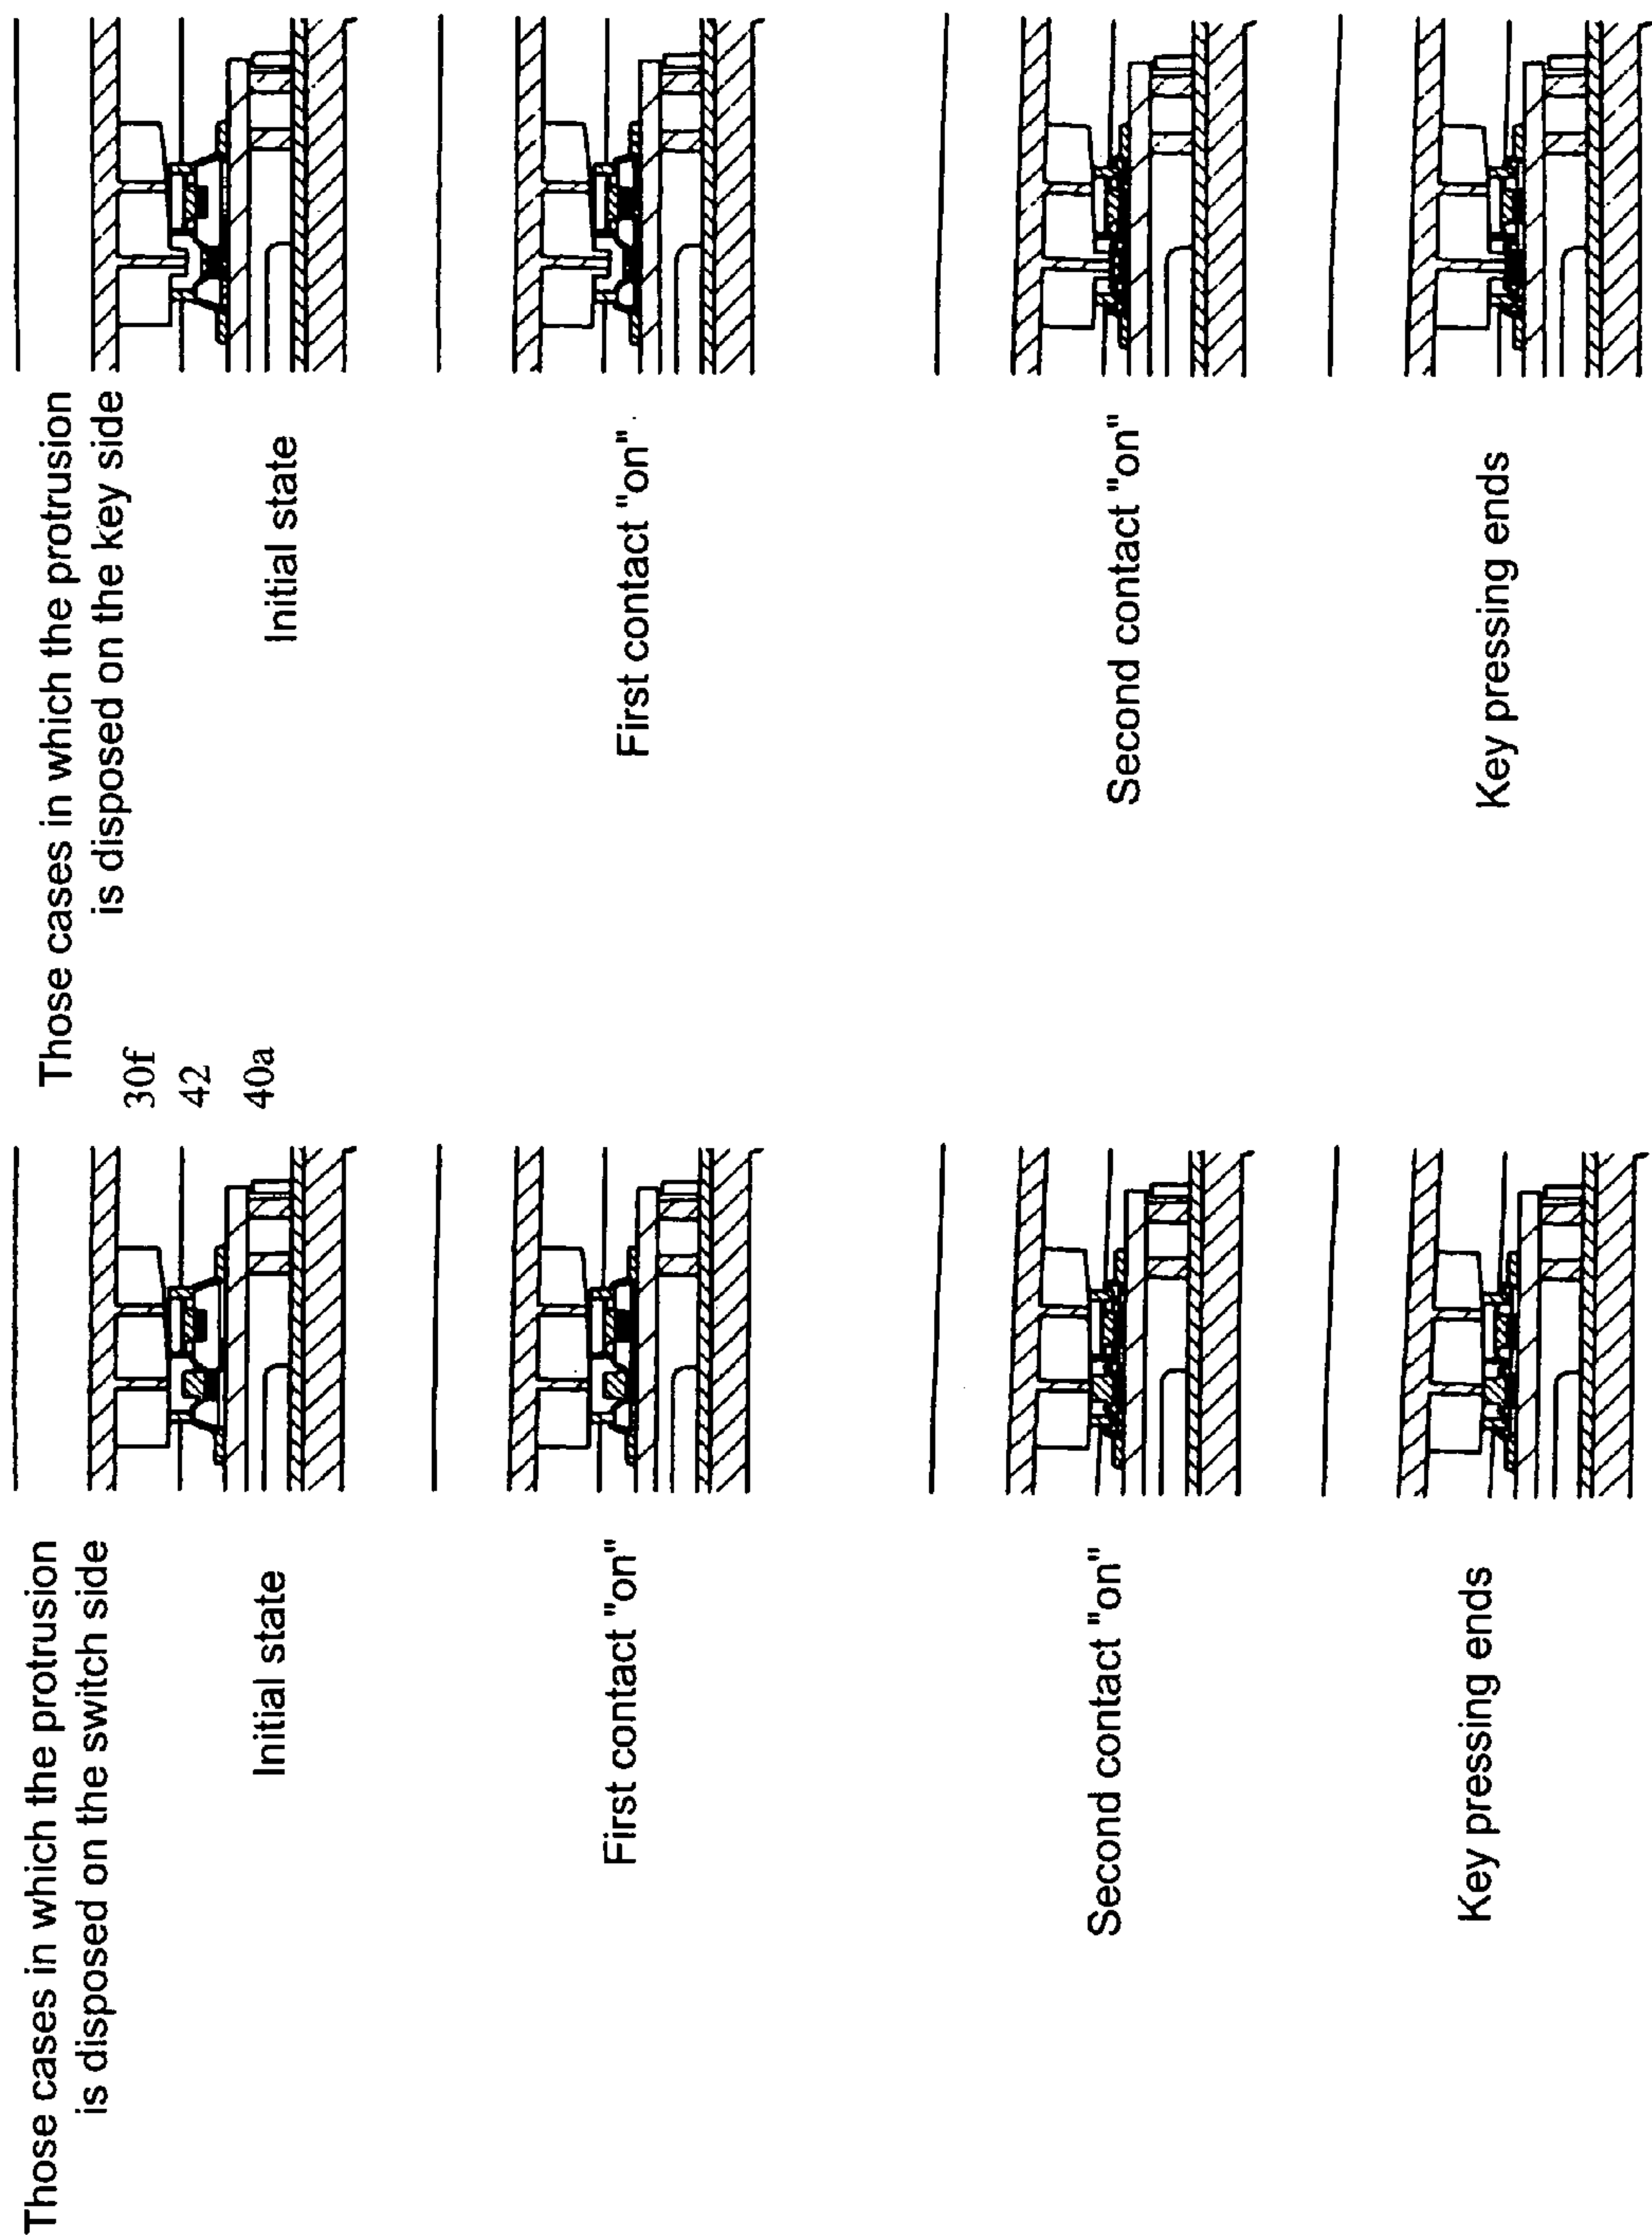 Those cases in which the protrusion
is disposed on the switch side
Initial state
First contact "on"
Second contact "on"
Key pressing ends
30f
42
40a
Those cases in which the protrusion
is disposed on the key side
Initial state
First contact "on"
Second contact "on"
Key pressing ends